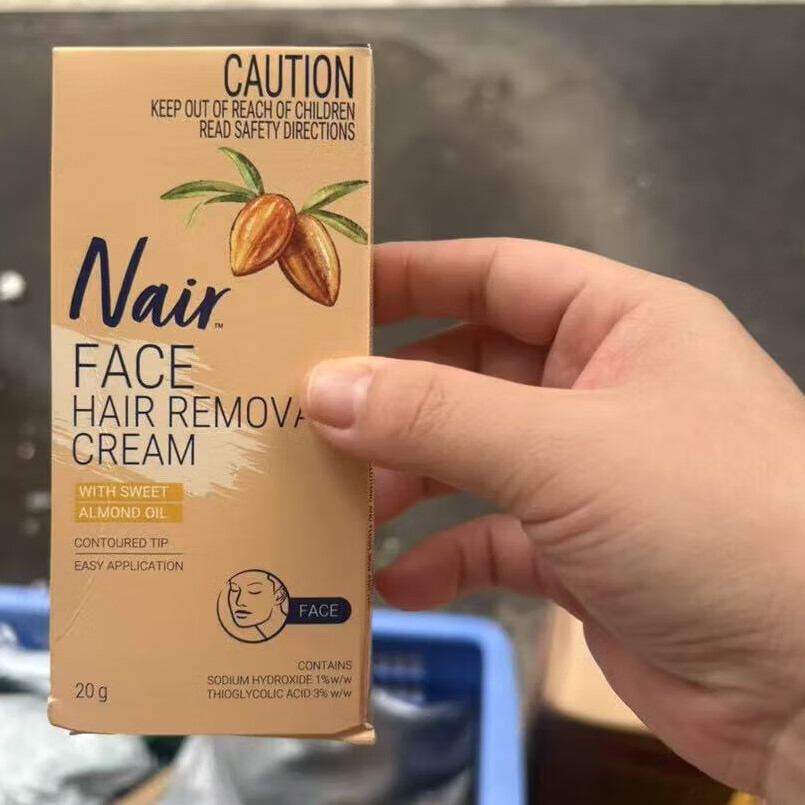 CAUTION
KEEP OUT OF REACH OF CHILDREN
READ SAFETY DIRECTIONS
Nair™
FACE
HAIR REMOVA
CREAM
WITH SWEET
ALMOND OIL
CONTOURED TIP
EASY APPLICATION
FACE
CONTAINS
SODIUM HYDROXIDE 1%w/w
THIOGLYCOLIC ACID 3% w/w
20 g